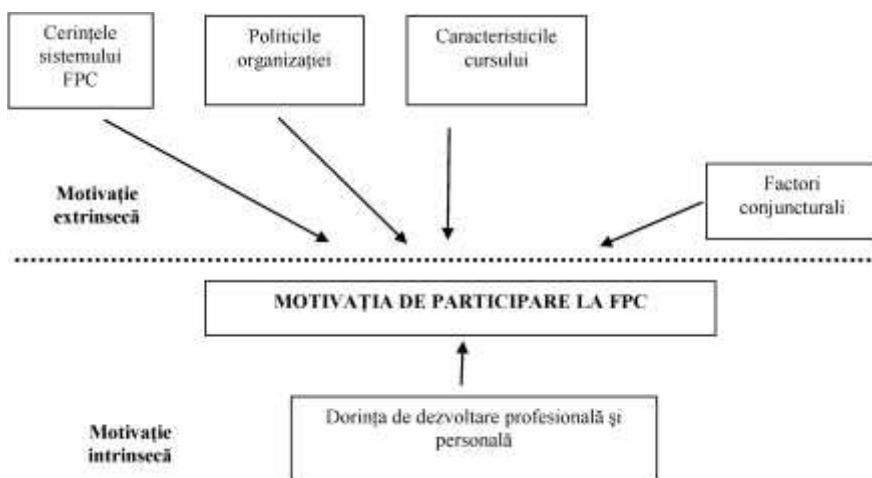 Cerințele
sistemului
FPC
Politicile
organizației
Caracteristicile
cursului
Motivație
extrinsecă
Factori
conjuncturali
MOTIVAȚIA DE PARTICIPARE LA FPC
Dorința de dezvoltare profesională şi
personală
Motivație
intrinsecă